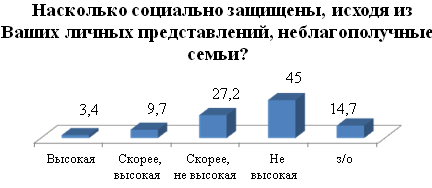 Насколько социально защищены, исходя из
Ваших личных представлений, неблагополучные
семьи?
3,4
9,7
27,2
45
14,7
Высокая
Скорее,
высокая
Скорее,
не высокая
Не
высокая
з/о